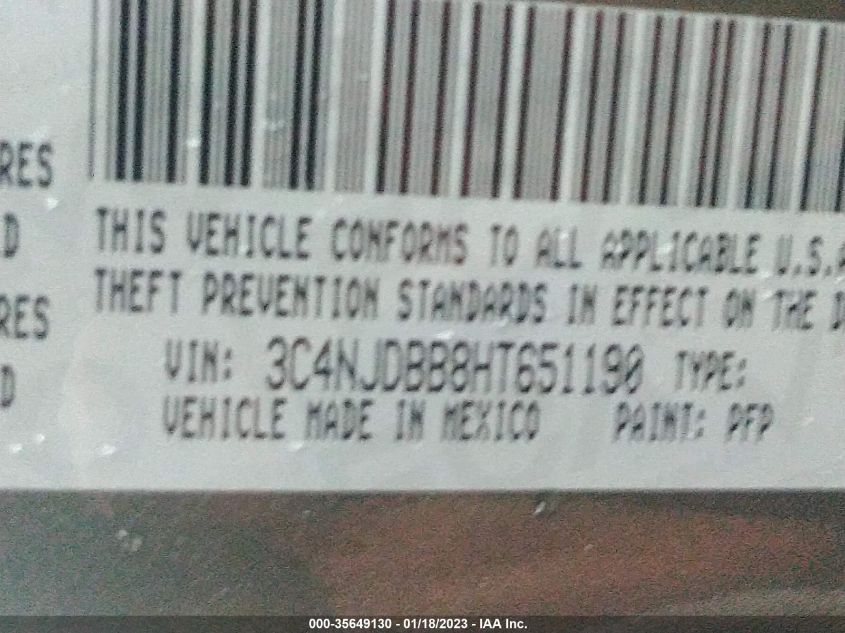 RES
D
RES
D
THIS VEHICLE CONFORMS TO ALL APPLICABLE U.S.A
THEFT PREVENTION STANDARDS IN EFFECT ON THE D
VIN: 3C4NJDBB8HT651190 TYPE:
VEHICLE MADE IN MEXICO PAINT: PFP
000-35649130 - 01/18/2023 - IAA Inc.